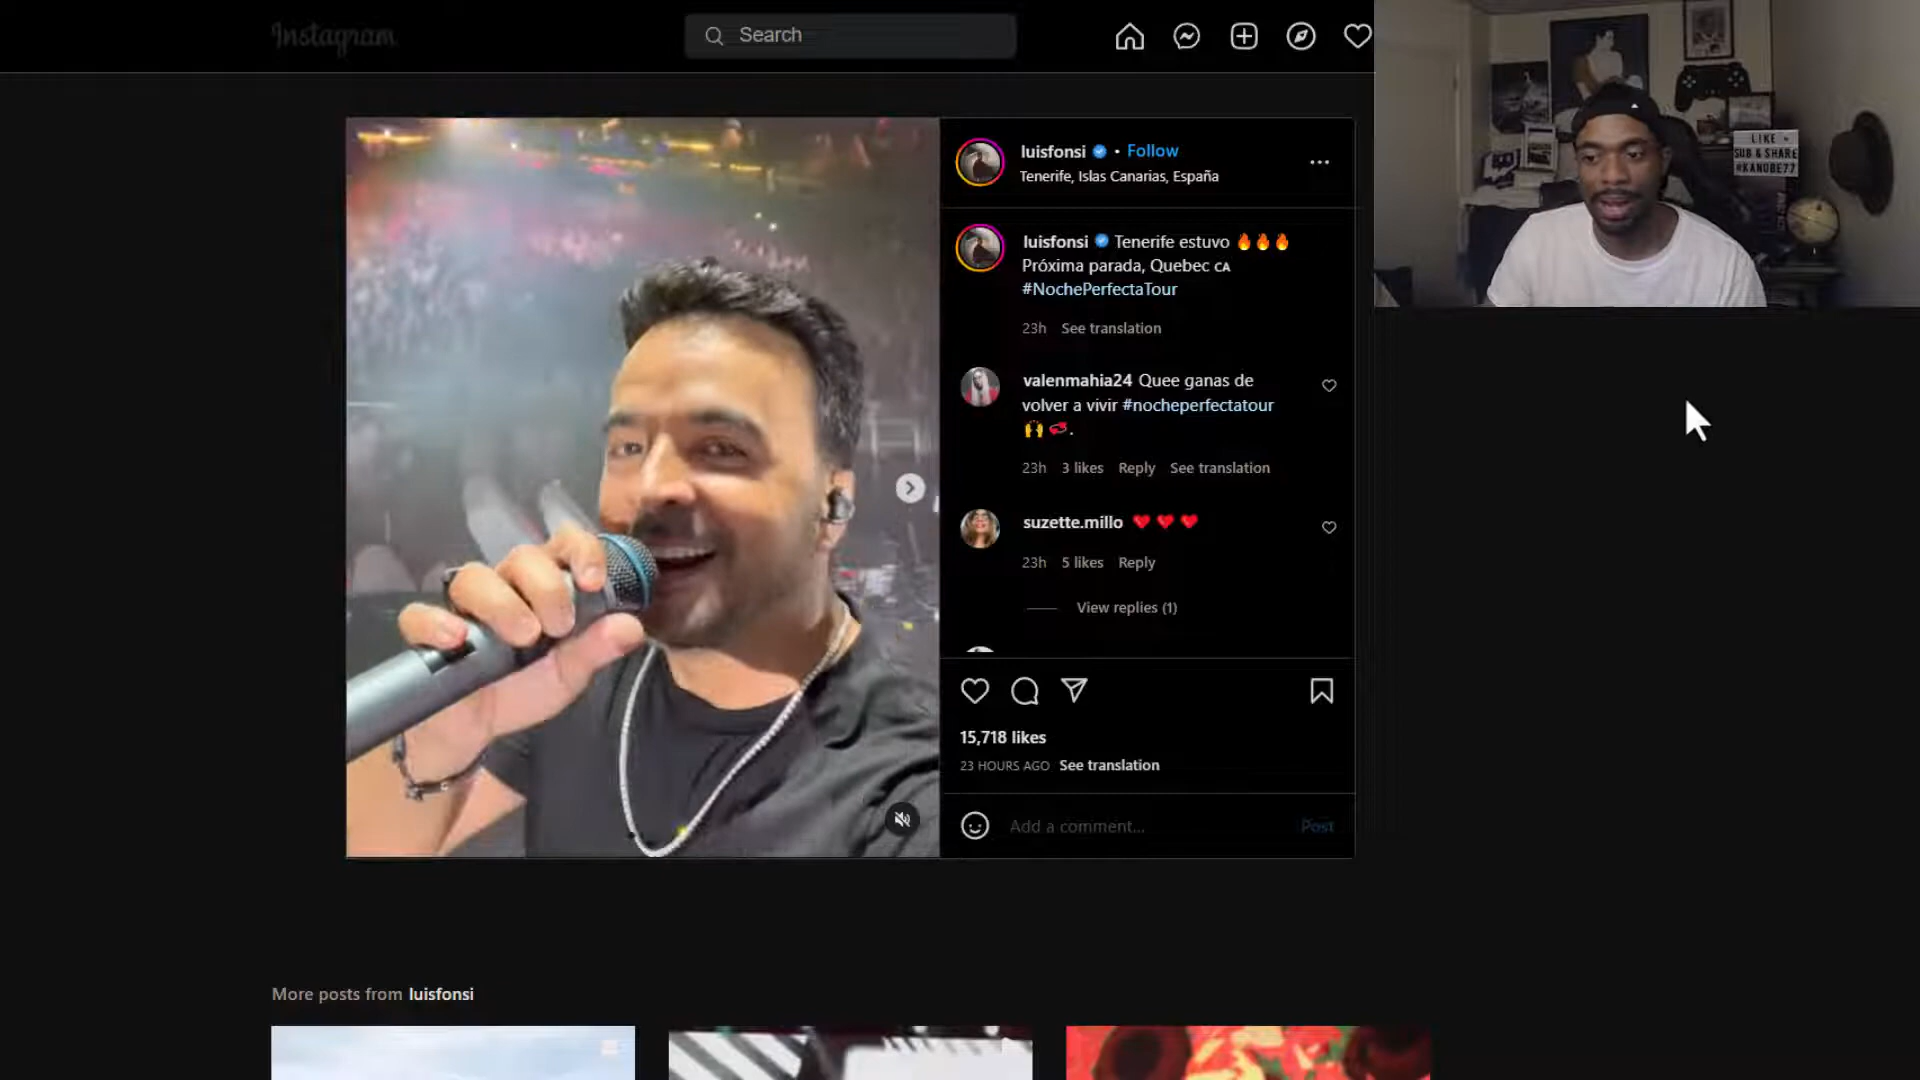 Instagram
Search
luisfonsi • Follow
Tenerife, Islas Canarias, España
luisfonsi Tenerife estuvo 🔥🔥🔥
Próxima parada, Quebec 🇨🇦
#NochePerfectaTour
23h See translation
valenmahia24 Quee ganas de
volver a vivir #nocheperfectatour
🙌 💞.
23h 3 likes Reply See translation
suzette.millo ❤️ ❤️ ❤️
23h 5 likes Reply
View replies (1)
15,718 likes
23 HOURS AGO See translation
Add a comment... Post
More posts from luisfonsi
LIKE
SUB & SHARE
#KANOBE77